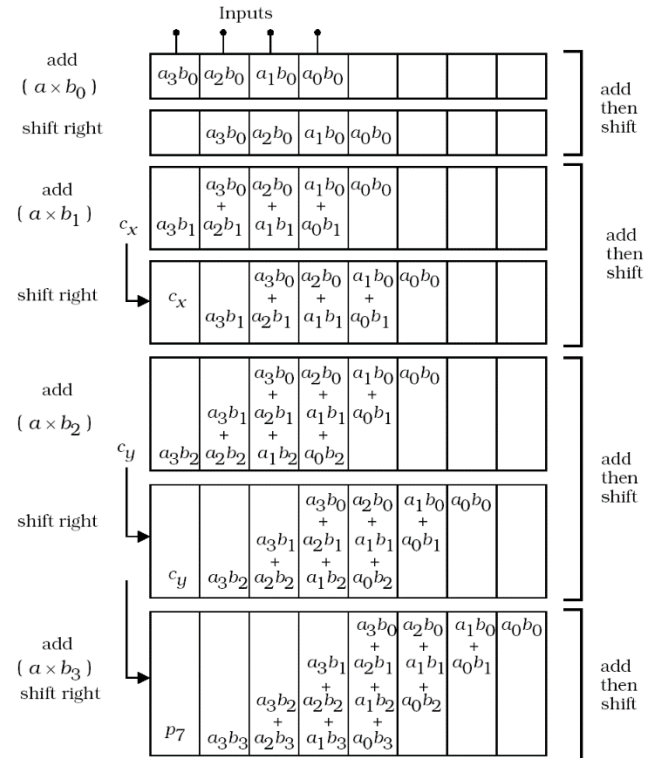 Inputs
add
( a × b0 )
a3b0 a2b0 a1b0 a0b0
add
then
shift
shift right
a3b0 a2b0 a1b0 a0b0
add
( a × b1 )
a3b0 a2b0 a1b0 a0b0
+ + +
cx a3b1 a2b1 a1b1 a0b1
add
then
shift
shift right
a3b0 a2b0 a1b0 a0b0
cx + + +
a3b1 a2b1 a1b1 a0b1
add
( a × b2 )
a3b0 a2b0 a1b0 a0b0
+ + +
a3b1 a2b1 a1b1 a0b1
+ + +
cy a3b2 a2b2 a1b2 a0b2
add
then
shift
shift right
a3b0 a2b0 a1b0 a0b0
+ + +
a3b1 a2b1 a1b1 a0b1
+ + +
cy a3b2 a2b2 a1b2 a0b2
add
( a × b3 )
shift right
a3b0 a2b0 a1b0 a0b0
+ + +
a3b1 a2b1 a1b1 a0b1
+ + +
a3b2 a2b2 a1b2 a0b2
+ + +
p7 a3b3 a2b3 a1b3 a0b3
add
then
shift